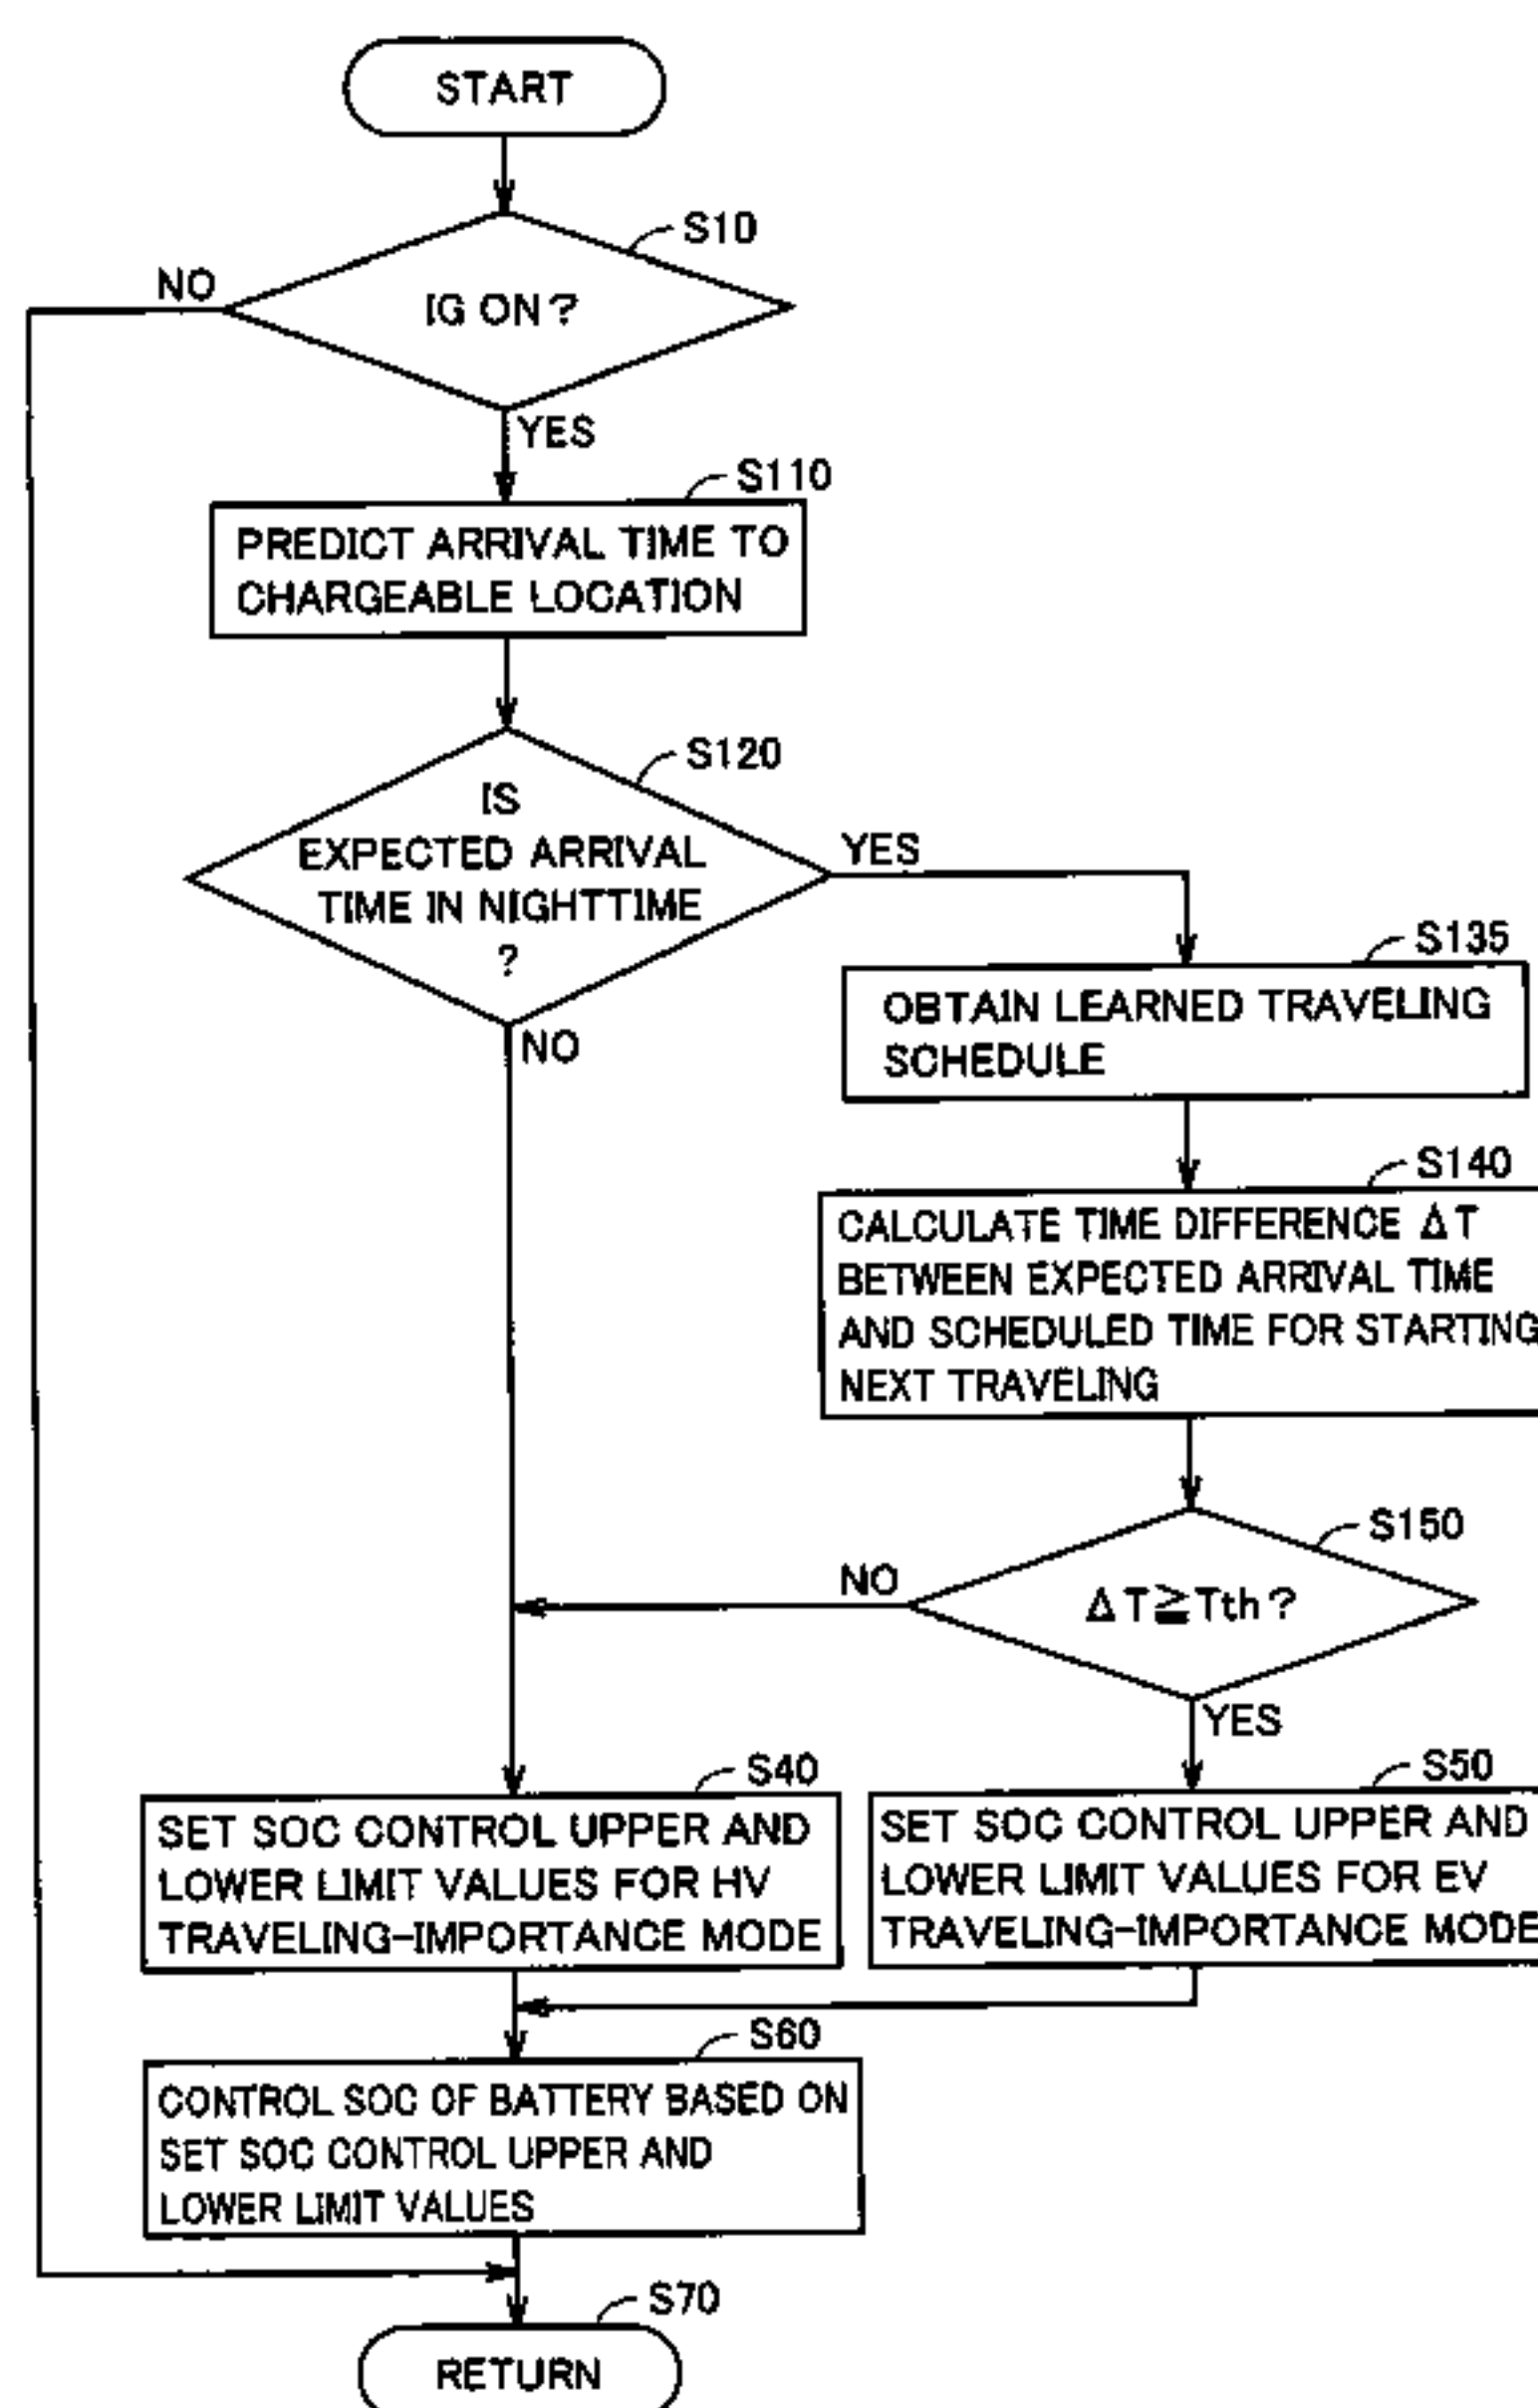 START
S10
NO
IG ON?
YES
S110
PREDICT ARRIVAL TIME TO
CHARGEABLE LOCATION
S120
IS
EXPECTED ARRIVAL
TIME IN NIGHTTIME
?
YES
NO
S135
OBTAIN LEARNED TRAVELING
SCHEDULE
S140
CALCULATE TIME DIFFERENCE ΔT
BETWEEN EXPECTED ARRIVAL TIME
AND SCHEDULED TIME FOR STARTING
NEXT TRAVELING
S150
NO
ΔT≧Tth?
YES
S40
SET SOC CONTROL UPPER AND
LOWER LIMIT VALUES FOR HV
TRAVELING-IMPORTANCE MODE
S50
SET SOC CONTROL UPPER AND
LOWER LIMIT VALUES FOR EV
TRAVELING-IMPORTANCE MODE
S60
CONTROL SOC OF BATTERY BASED ON
SET SOC CONTROL UPPER AND
LOWER LIMIT VALUES
S70
RETURN